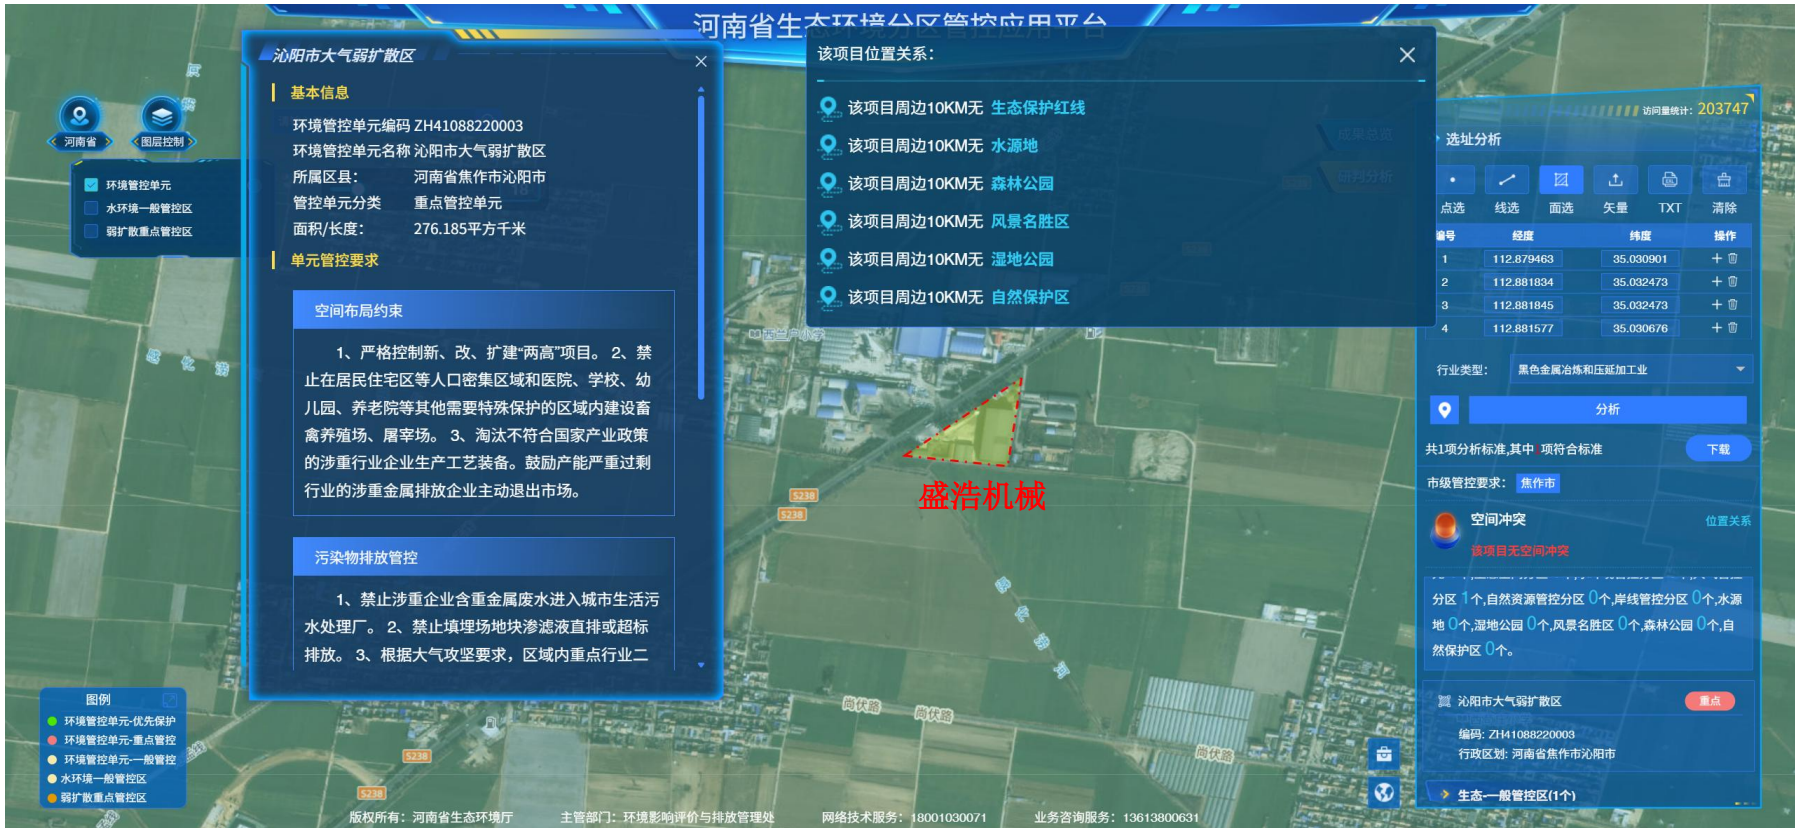 河南省生态环境分区管控应用平台
沁阳市大气弱扩散区
基本信息
环境管控单元编码 ZH41088220003
环境管控单元名称 沁阳市大气弱扩散区
所属区县： 河南省焦作市沁阳市
管控单元分类 重点管控单元
面积/长度： 276.185平方千米
单元管控要求
空间布局约束
1、严格控制新、改、扩建“两高”项目。 2、禁
止在居民住宅区等人口密集区域和医院、学校、幼
儿园、养老院等其他需要特殊保护的区域内建设畜
禽养殖场、屠宰场。 3、淘汰不符合国家产业政策
的涉重行业企业生产工艺装备。鼓励产能严重过剩
行业的涉重金属排放企业主动退出市场。
污染物排放管控
1、禁止涉重企业含重金属废水进入城市生活污
水处理厂。 2、禁止填埋场地块渗滤液直排或超标
排放。 3、根据大气攻坚要求，区域内重点行业二
该项目位置关系：
该项目周边10KM无 生态保护红线
该项目周边10KM无 水源地
该项目周边10KM无 森林公园
该项目周边10KM无 风景名胜区
该项目周边10KM无 湿地公园
该项目周边10KM无 自然保护区
河南省
图层控制
环境管控单元
水环境一般管控区
弱扩散重点管控区
成果总览
研判分析
访问量统计： 203747
选址分析
点选 线选 面选 矢量 TXT 清除
编号 经度 纬度 操作
1 112.879463 35.030901
2 112.881834 35.032473
3 112.881845 35.032473
4 112.881577 35.030676
行业类型： 黑色金属冶炼和压延加工业
分析
共1项分析标准,其中 项符合标准
下载
市级管控要求： 焦作市
空间冲突
位置关系
该项目无空间冲突
分区 1个,自然资源管控分区 0个,岸线管控分区 0个,水源
地 0个,湿地公园 0个,风景名胜区 0个,森林公园 0个,自
然保护区 0个。
沁阳市大气弱扩散区 重点
编码: ZH41088220003
行政区划: 河南省焦作市沁阳市
生态-一般管控区(1个)
西兰户小学
盛浩机械
S238
S238
尚伏路
尚伏路
尚伏路
S238
S238
图例
环境管控单元-优先保护
环境管控单元-重点管控
环境管控单元-一般管控
水环境一般管控区
弱扩散重点管控区
版权所有：河南省生态环境厅 主管部门：环境影响评价与排放管理处 网络技术服务：18001030071 业务咨询服务：13613800631